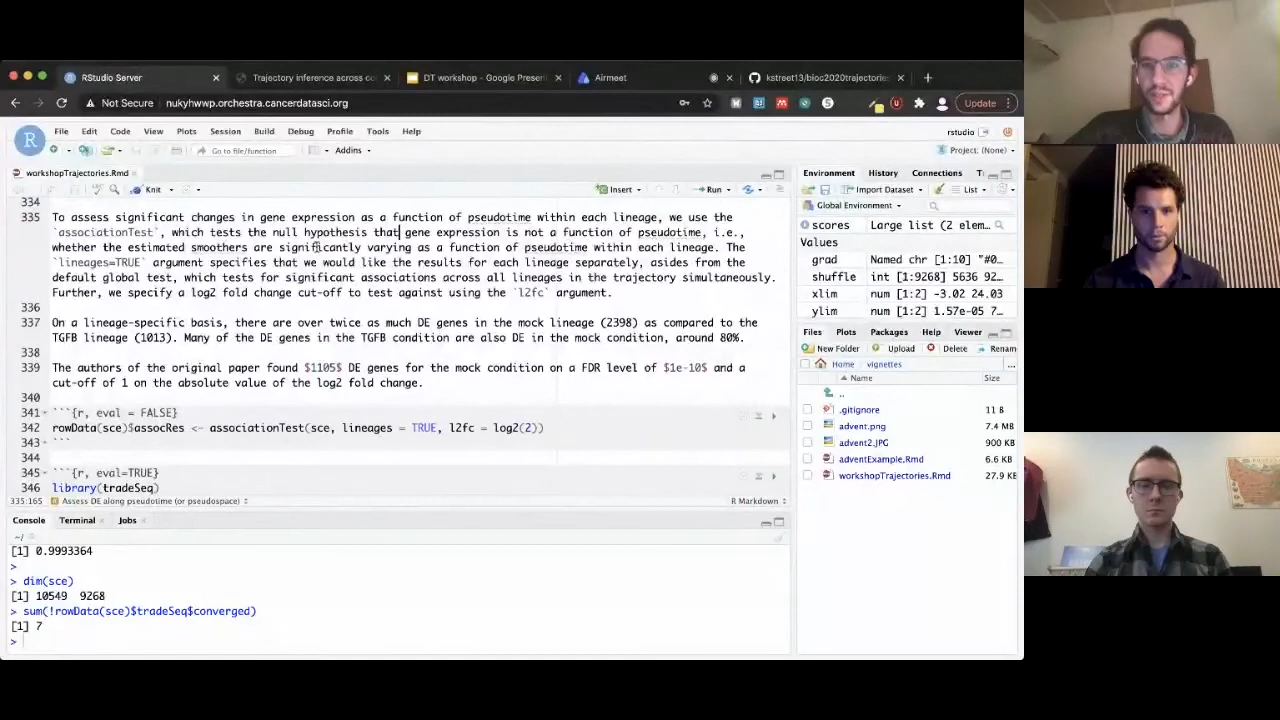 RStudio Server
Trajectory inference across co
DT workshop - Google Present
Airmeet
kstreet13/bioc2020trajectories
Not Secure
nukyhwwp.orchestra.cancerdatasci.org
Update
File Edit Code View Plots Session Build Debug Profile Tools Help
rstudio
Go to file/function
Addins
Project: (None)
workshopTrajectories.Rmd
Knit
Insert
Run
334
335 To assess significant changes in gene expression as a function of pseudotime within each lineage, we use the
`associationTest`, which tests the null hypothesis that gene expression is not a function of pseudotime, i.e.,
whether the estimated smoothers are significantly varying as a function of pseudotime within each lineage. The
`lineages=TRUE` argument specifies that we would like the results for each lineage separately, asides from the
default global test, which tests for significant associations across all lineages in the trajectory simultaneously.
Further, we specify a log2 fold change cut-off to test against using the `l2fc` argument.
336
337 On a lineage-specific basis, there are over twice as much DE genes in the mock lineage (2398) as compared to the
TGFB lineage (1013). Many of the DE genes in the TGFB condition are also DE in the mock condition, around 80%.
338
339 The authors of the original paper found $1105$ DE genes for the mock condition on a FDR level of $1e-10$ and a
cut-off of 1 on the absolute value of the log2 fold change.
340
341 ```{r, eval = FALSE}
342 rowData(sce)$assocRes <- associationTest(sce, lineages = TRUE, l2fc = log2(2))
343 ```
344
345 ```{r, eval=TRUE}
346 library(tradeSeq)
335:165 Assess DE along pseudotime (or pseudospace)
R Markdown
Console Terminal Jobs
~/
[1] 0.9993364
>
> dim(sce)
[1] 10549 9268
> sum(!rowData(sce)$tradeSeq$converged)
[1] 7
>
Environment History Connections T
Import Dataset
List
Global Environment
scores Large list (2 elem…
Values
grad Named chr [1:10] "#0…
shuffle int [1:9268] 5636 92…
xlim num [1:2] -3.02 24.03
ylim num [1:2] 1.57e-05 7…
Files Plots Packages Help Viewer
New Folder Upload Delete Renam
Home vignettes
...
Name Size
..
.gitignore 11 B
advent.png 7.4 MB
advent2.JPG 900 KB
adventExample.Rmd 6.6 KB
workshopTrajectories.Rmd 27.9 K